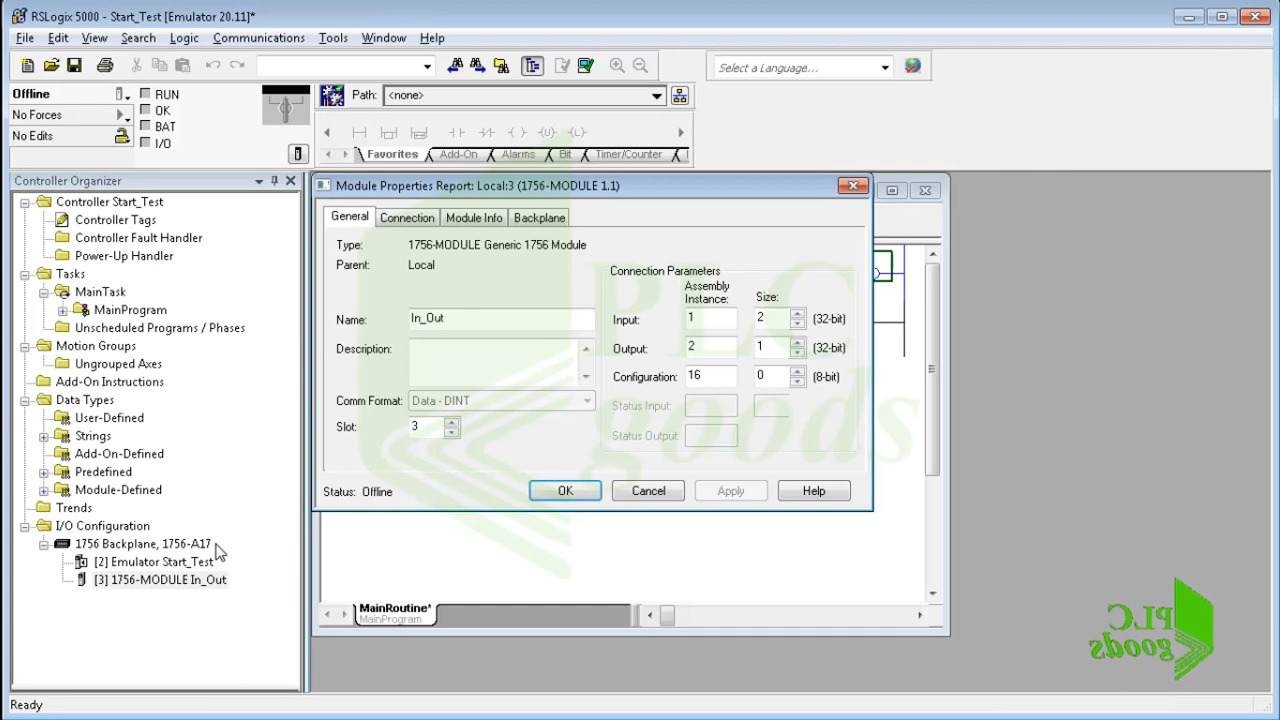 RSLogix 5000 - Start_Test [Emulator 20.11]*
File Edit View Search Logic Communications Tools Window Help
Select a Language...
Offline
RUN
No Forces
OK
No Edits
BAT
I/O
Path: <none>
Favorites Add-On Alarms Bit Timer/Counter
Controller Organizer
Controller Start_Test
Controller Tags
Controller Fault Handler
Power-Up Handler
Tasks
MainTask
MainProgram
Unscheduled Programs / Phases
Motion Groups
Ungrouped Axes
Add-On Instructions
Data Types
User-Defined
Strings
Add-On-Defined
Predefined
Module-Defined
Trends
I/O Configuration
1756 Backplane, 1756-A17
[2] Emulator Start_Test
[3] 1756-MODULE In_Out
Module Properties Report: Local:3 (1756-MODULE 1.1)
General Connection Module Info Backplane
Type: 1756-MODULE Generic 1756 Module
Parent: Local
Name: In_Out
Description:
Comm Format: Data - DINT
Slot: 3
Connection Parameters
Assembly
Instance: Size:
Input: 1 2 (32-bit)
Output: 2 1 (32-bit)
Configuration: 16 0 (8-bit)
Status Input:
Status Output:
Status: Offline
OK Cancel Apply Help
MainRoutine*
MainProgram
PLC
goods
PLC
goods
Ready